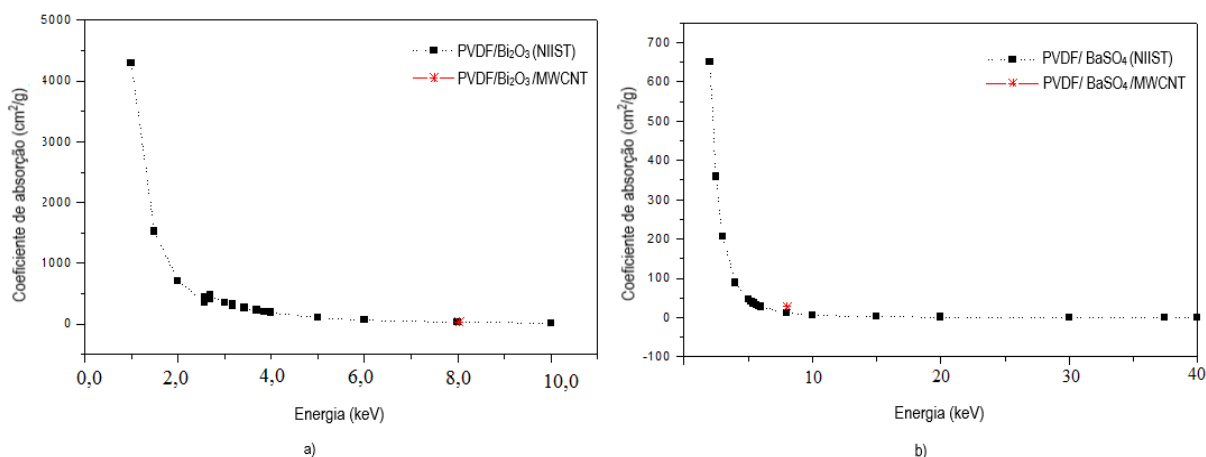 5000
4000
3000
2000
1000
0
Coeficiente de absorção (cm²/g)
PVDF/Bi₂O₃ (NIIST)
PVDF/Bi₂O₃ /MWCNT
0,0 2,0 3,0 4,0 6,0 8,0 10,0
Energia (keV)
a)
700
600
500
400
300
200
100
0
-100
Coeficiente de absorção (cm²/g)
PVDF/ BaSO₄ (NIIST)
PVDF/ BaSO₄ /MWCNT
10 20 30 40
Energia (keV)
b)